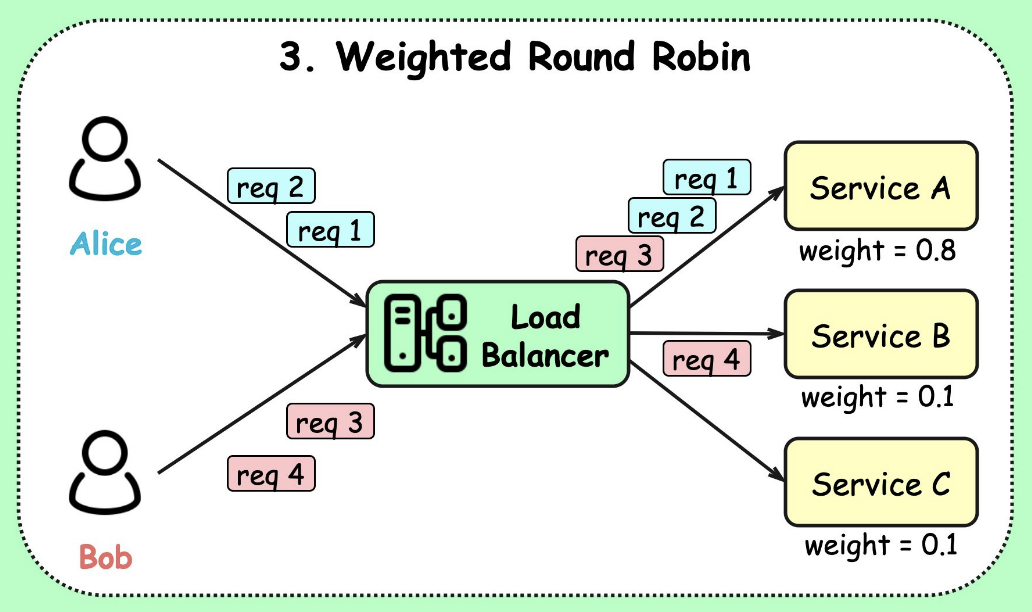 3. Weighted Round Robin
req 2
req 1
Alice
req 1
req 2
req 3
Service A
weight = 0.8
Load
Balancer
req 4
Service B
weight = 0.1
req 3
req 4
Bob
Service C
weight = 0.1